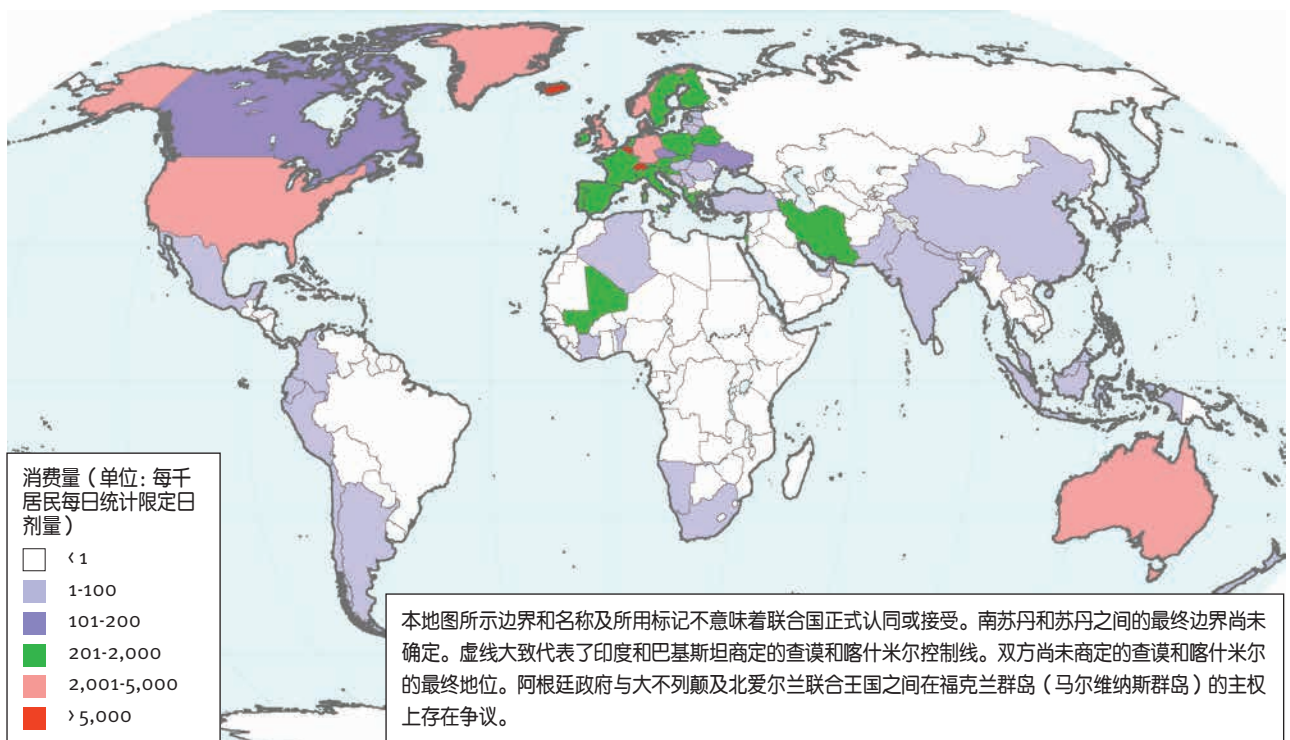 消费量（单位：每千
居民每日统计限定日
剂量）
< 1
1-100
101-200
201-2,000
2,001-5,000
> 5,000
本地图所示边界和名称及所用标记不意味着联合国正式认同或接受。南苏丹和苏丹之间的最终边界尚未
确定。虚线大致代表了印度和巴基斯坦商定的查谟和喀什米尔控制线。双方尚未商定的查谟和喀什米尔
的最终地位。阿根廷政府与大不列颠及北爱尔兰联合王国之间在福克兰群岛（马尔维纳斯群岛）的主权
上存在争议。